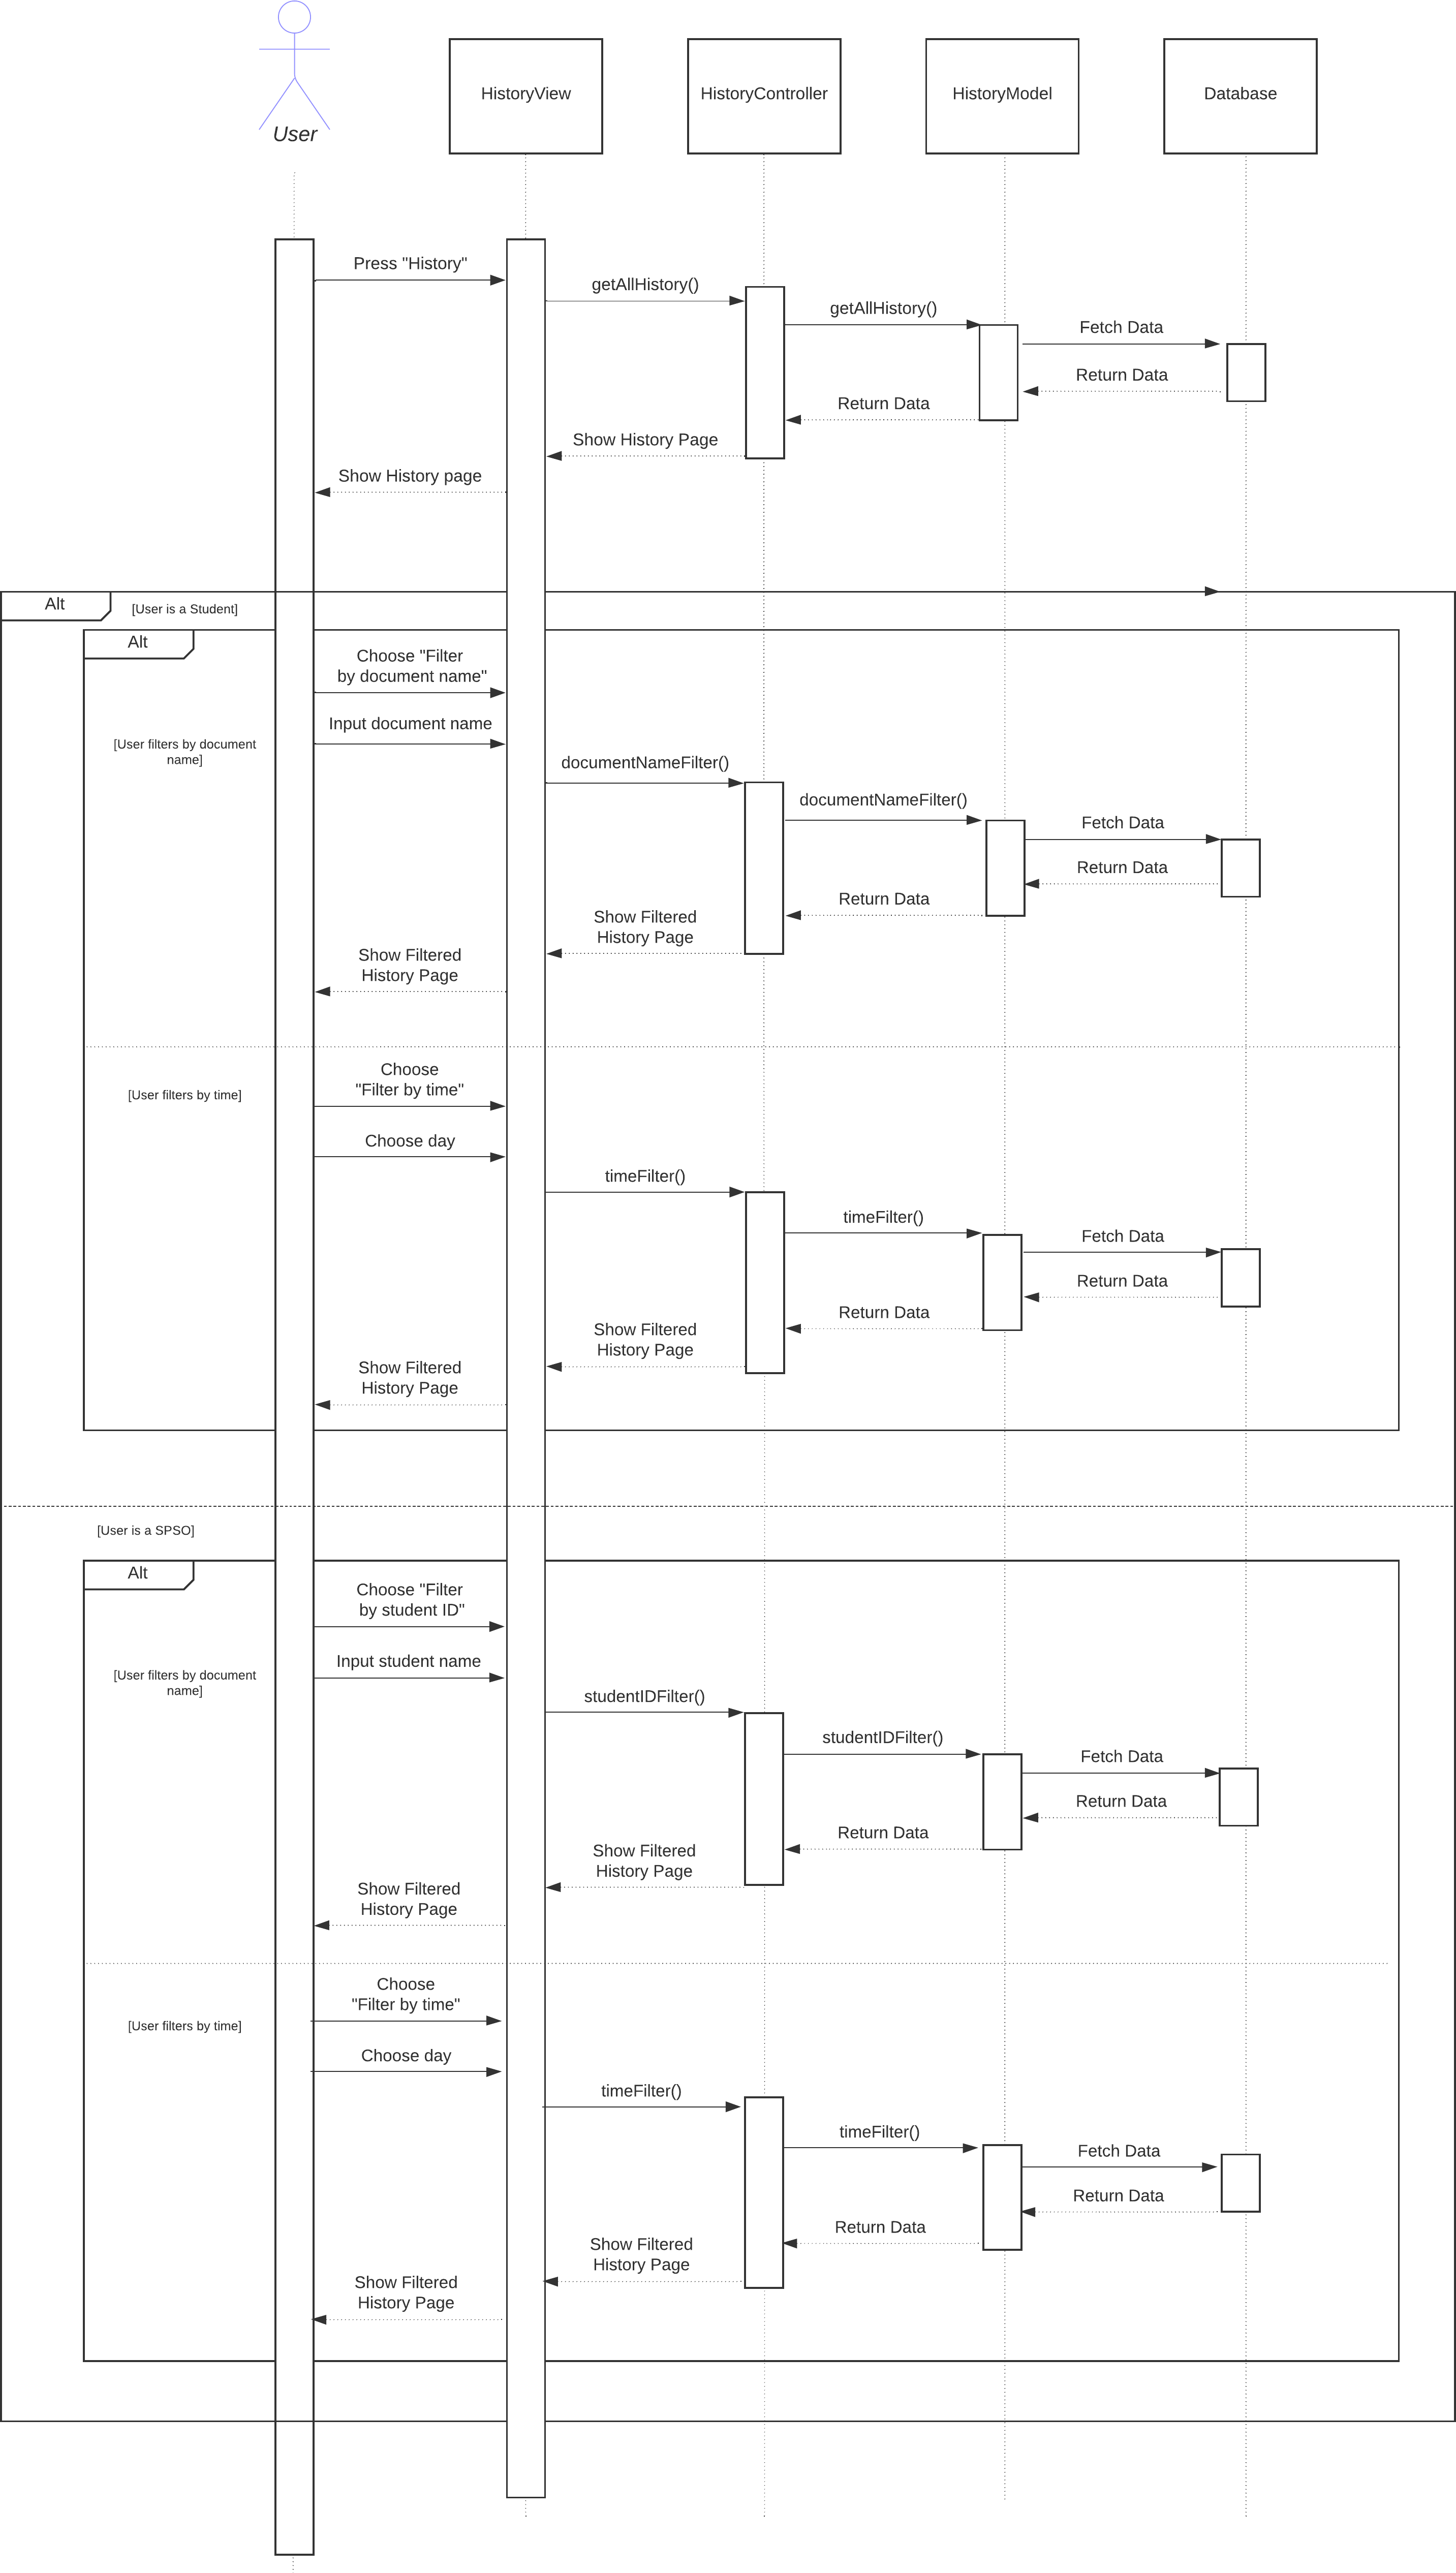 User
HistoryView
HistoryController
HistoryModel
Database
Press "History"
getAllHistory()
getAllHistory()
Fetch Data
Return Data
Return Data
Show History Page
Show History page
Alt
[User is a Student]
Alt
Choose "Filter
by document name"
Input document name
[User filters by document
name]
documentNameFilter()
documentNameFilter()
Fetch Data
Return Data
Return Data
Show Filtered
History Page
Show Filtered
History Page
Choose
"Filter by time"
[User filters by time]
Choose day
timeFilter()
timeFilter()
Fetch Data
Return Data
Return Data
Show Filtered
History Page
Show Filtered
History Page
[User is a SPSO]
Alt
Choose "Filter
by student ID"
Input student name
[User filters by document
name]
studentIDFilter()
studentIDFilter()
Fetch Data
Return Data
Return Data
Show Filtered
History Page
Show Filtered
History Page
Choose
"Filter by time"
[User filters by time]
Choose day
timeFilter()
timeFilter()
Fetch Data
Return Data
Return Data
Show Filtered
History Page
Show Filtered
History Page